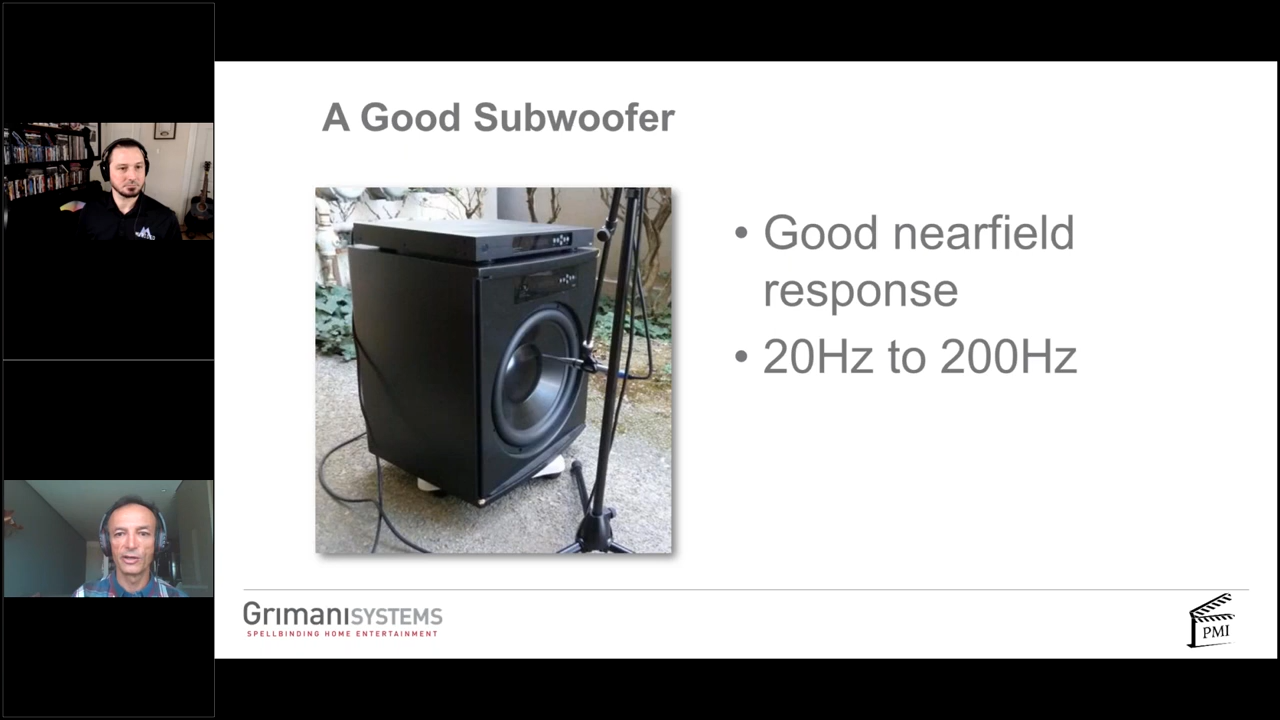 A Good Subwoofer
• Good nearfield
response
• 20Hz to 200Hz
GrimaniSYSTEMS
SPELLBINDING HOME ENTERTAINMENT
PMI